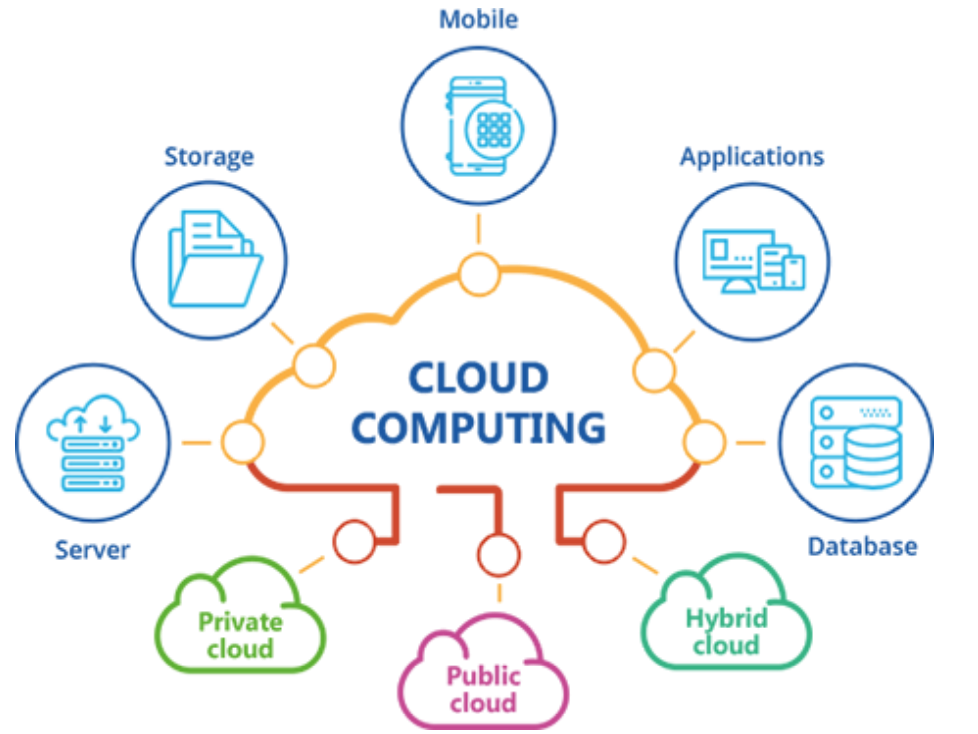 Mobile
Storage
Applications
CLOUD
COMPUTING
Server
Database
Private
cloud
Public
cloud
Hybrid
cloud